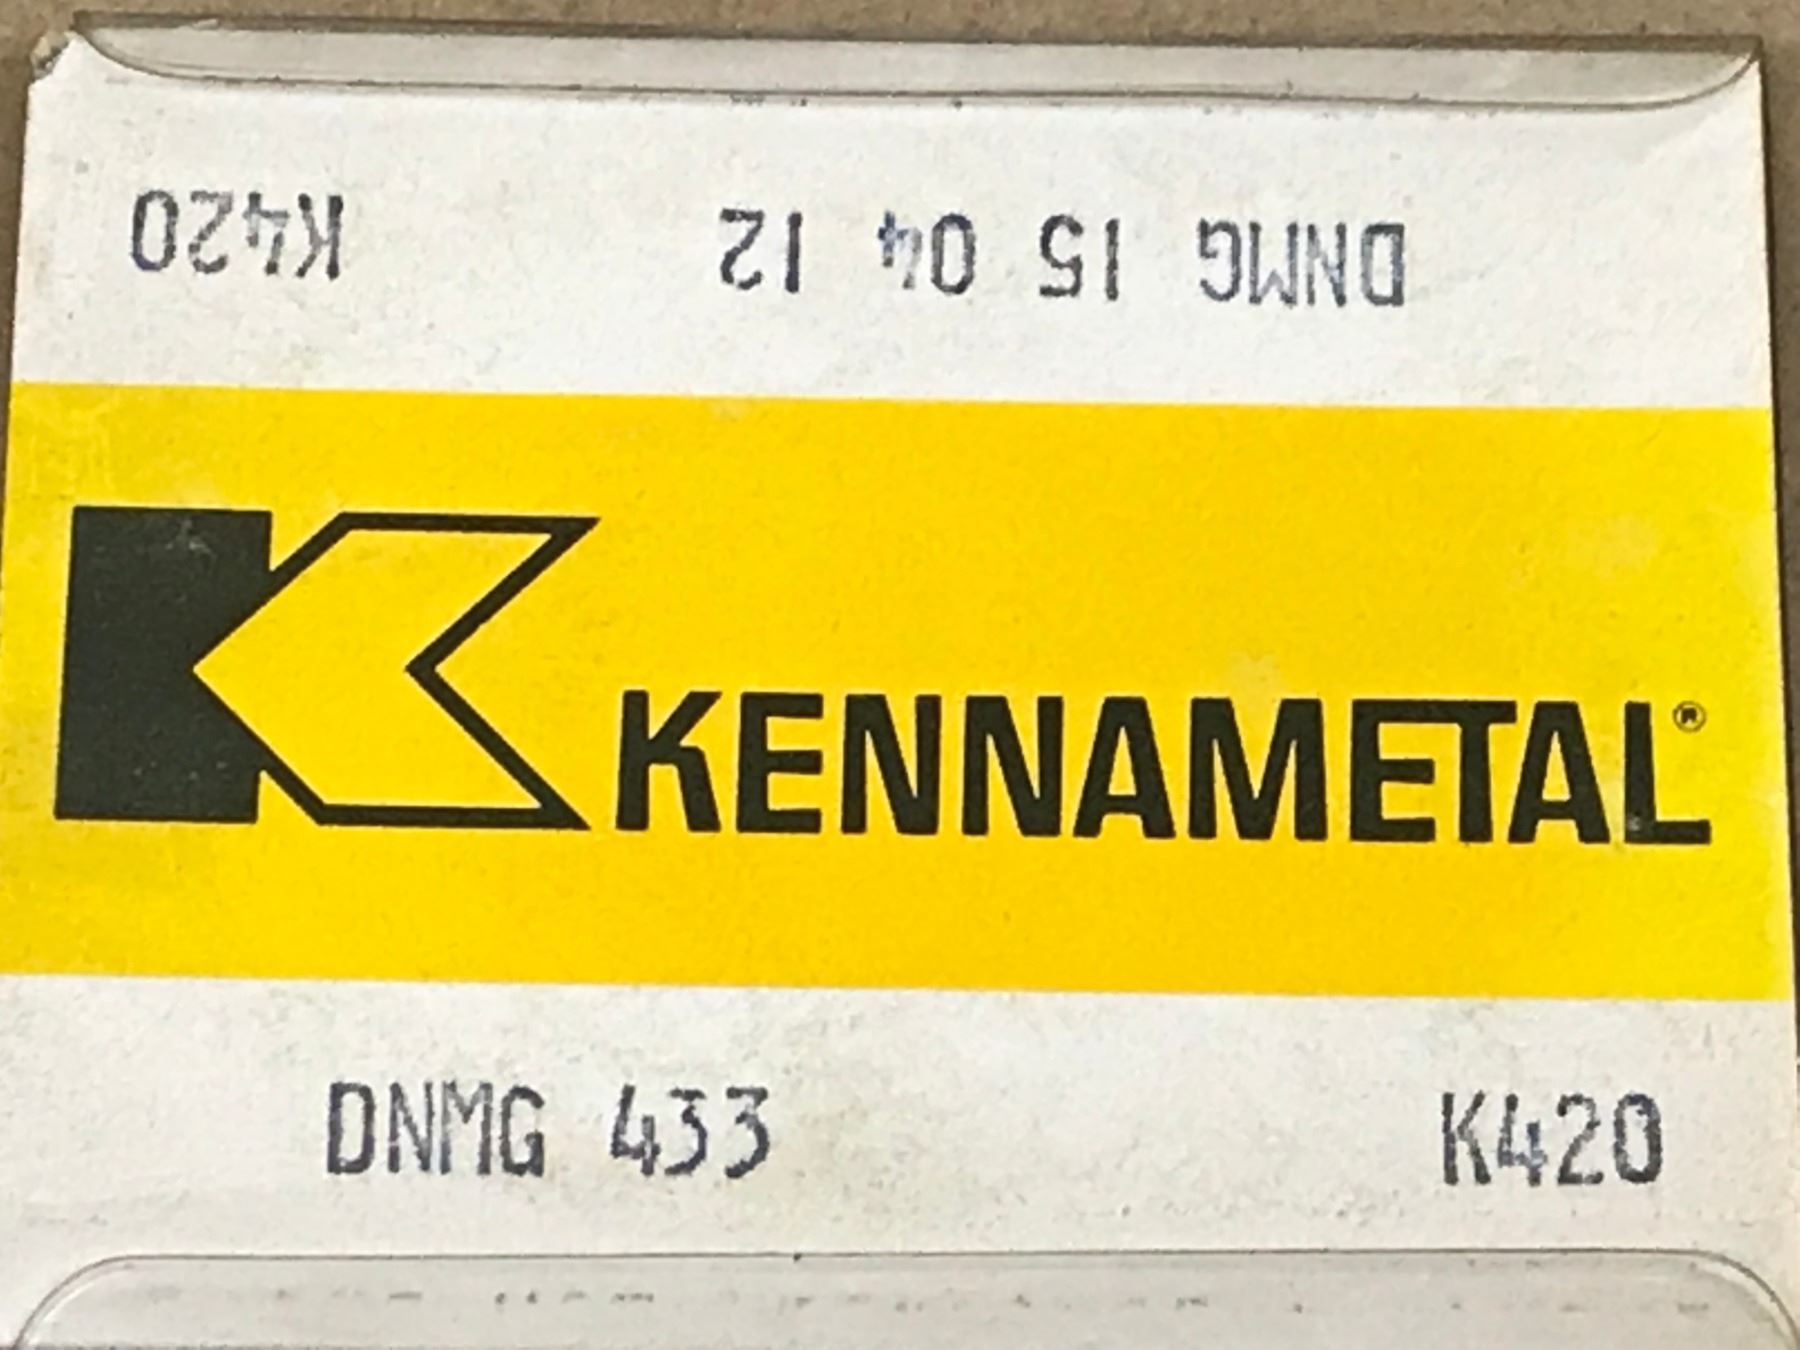 DNMG 15 04 12 K420
KENNAMETAL®
DNMG 433 K420